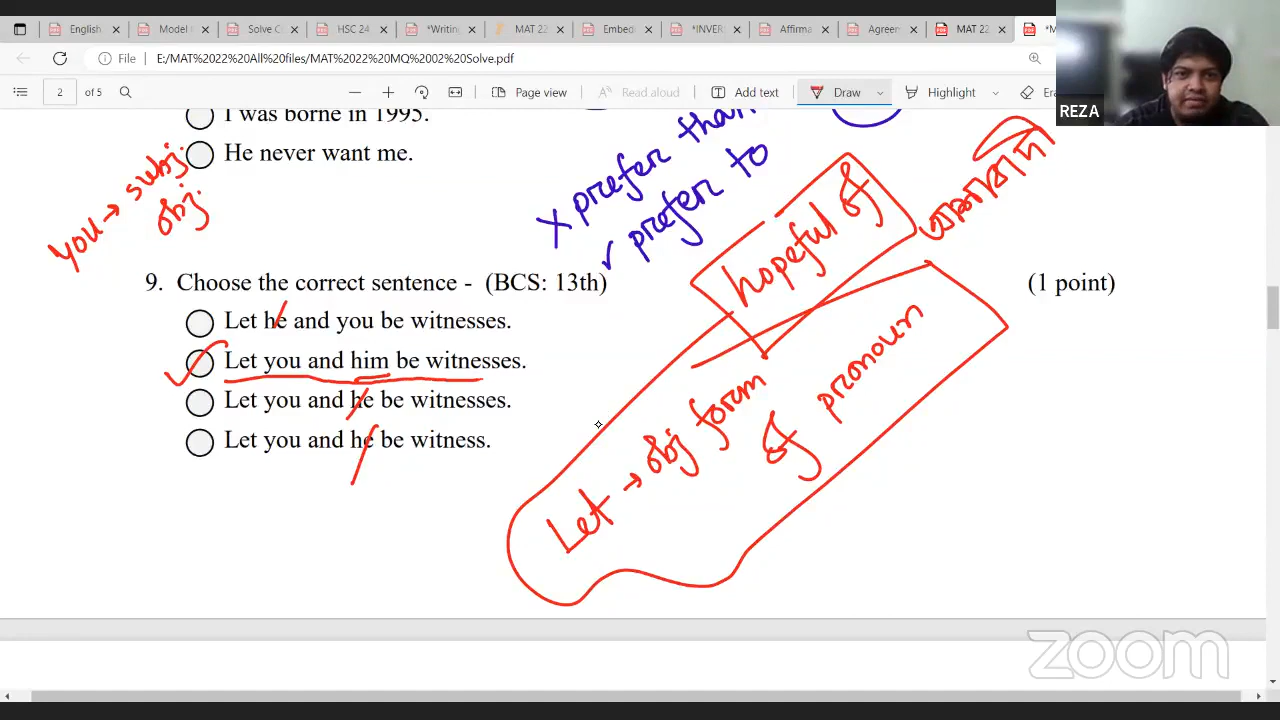 English
Model
Solve C
HSC 24
*Writin
MAT 22
Embed
*INVER
Affirma
Agreen
MAT 22
File
E:/MAT%2022%20All%20files/MAT%2022%20MQ%2002%20Solve.pdf
2
of 5
Page view
Read aloud
Add text
Draw
Highlight
REZA
I was borne in 1995.
He never want me.
you → subj
obj
X prefer than
✓ prefer to
hopeful of
9. Choose the correct sentence - (BCS: 13th)
(1 point)
Let he and you be witnesses.
Let you and him be witnesses.
Let you and he be witnesses.
Let you and he be witness.
Let → obj form
of pronoun
zoom